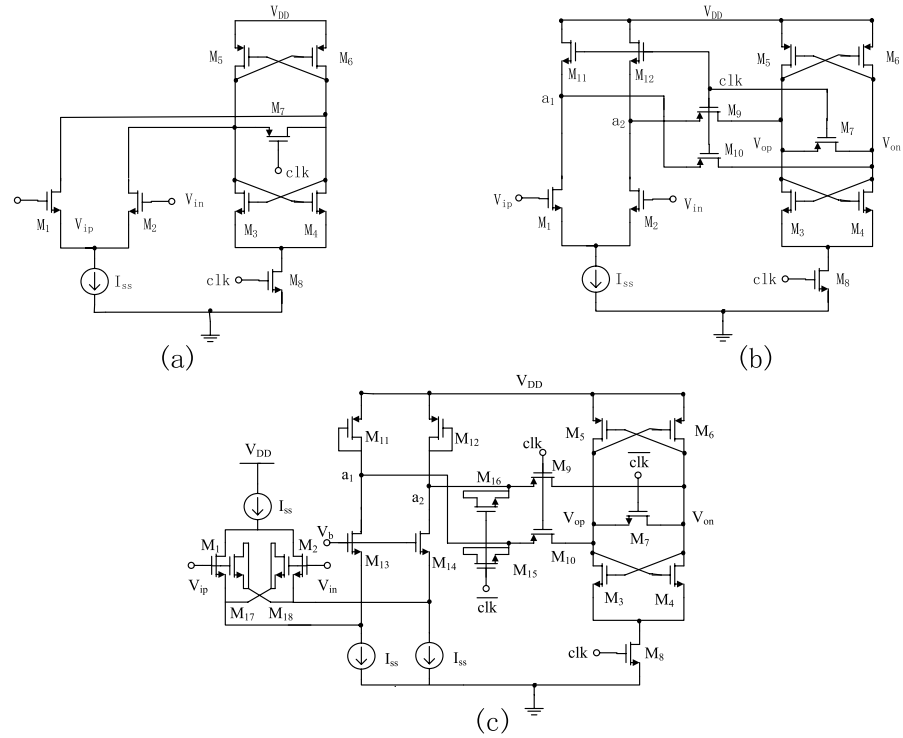 V_DD
M_5
M_6
M_7
clk
M_1
V_ip
M_2
V_in
M_3
M_4
I_ss
clk
M_8
(a)
V_DD
M_11
M_12
M_5
M_6
clk
a_1
a_2
M_9
M_7
V_op
V_on
M_10
V_ip
M_1
M_2
V_in
M_3
M_4
I_ss
clk
M_8
(b)
V_DD
M_11
M_12
M_5
M_6
V_DD
clk
clk
a_1
M_16
M_9
I_ss
a_2
V_op
V_on
M_1
M_2
V_b
M_7
M_13
M_14
M_15
M_10
V_ip
V_in
clk
M_3
M_4
M_17
M_18
I_ss
I_ss
clk
M_8
(c)